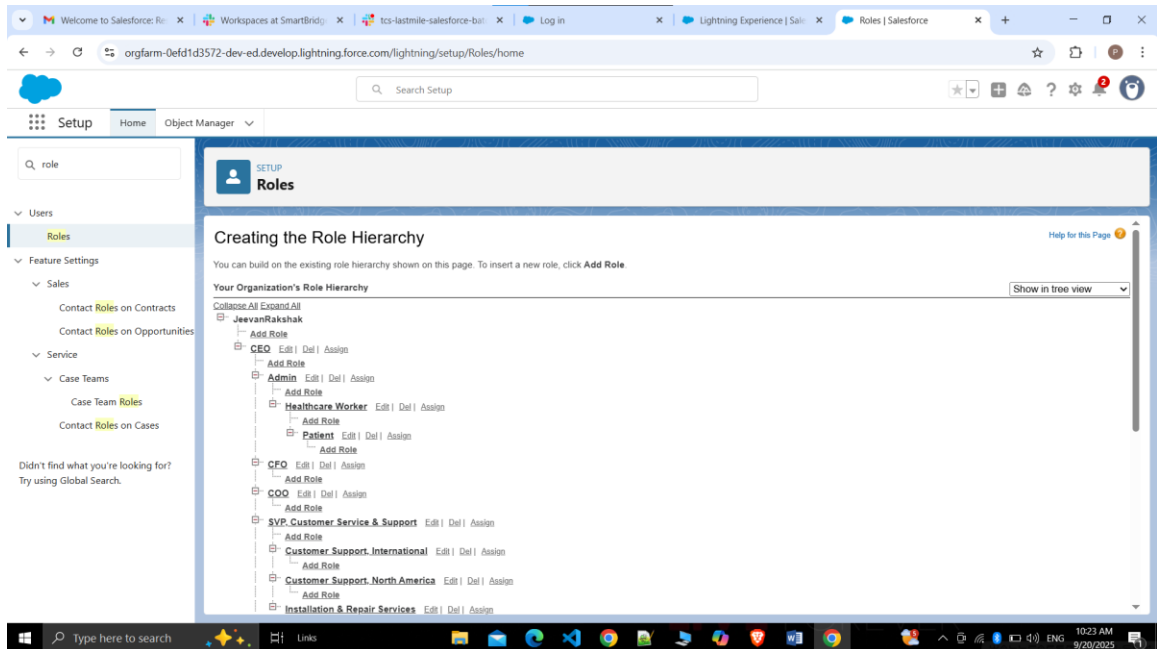 Welcome to Salesforce: Re
Workspaces at SmartBridge
tcs-lastmile-salesforce-bat
Log in
Lightning Experience | Sale
Roles | Salesforce
orgfarm-0efd1d3572-dev-ed.develop.lightning.force.com/lightning/setup/Roles/home
P
Search Setup
2
Setup
Home
Object Manager
role
SETUP
Roles
Users
Roles
Feature Settings
Sales
Contact Roles on Contracts
Contact Roles on Opportunities
Service
Case Teams
Case Team Roles
Contact Roles on Cases
Didn't find what you're looking for?
Try using Global Search.
Creating the Role Hierarchy
Help for this Page
You can build on the existing role hierarchy shown on this page. To insert a new role, click Add Role.
Your Organization's Role Hierarchy
Show in tree view
Collapse All Expand All
JeevanRakshak
Add Role
CEO Edit | Del | Assign
Add Role
Admin Edit | Del | Assign
Add Role
Healthcare Worker Edit | Del | Assign
Add Role
Patient Edit | Del | Assign
Add Role
CFO Edit | Del | Assign
Add Role
COO Edit | Del | Assign
Add Role
SVP, Customer Service & Support Edit | Del | Assign
Add Role
Customer Support, International Edit | Del | Assign
Add Role
Customer Support, North America Edit | Del | Assign
Add Role
Installation & Repair Services Edit | Del | Assign
Type here to search
Links
ENG
10:23 AM
9/20/2025